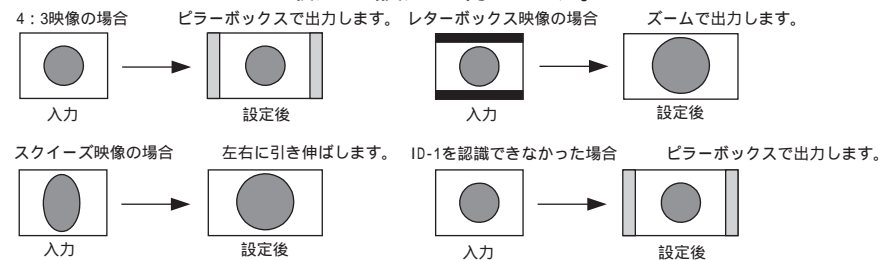 4：3映像の場合
ピラーボックスで出力します。
入力
設定後
レターボックス映像の場合
ズームで出力します。
入力
設定後
スクイーズ映像の場合
左右に引き伸ばします。
入力
設定後
ID-1を認識できなかった場合
ピラーボックスで出力します。
入力
設定後